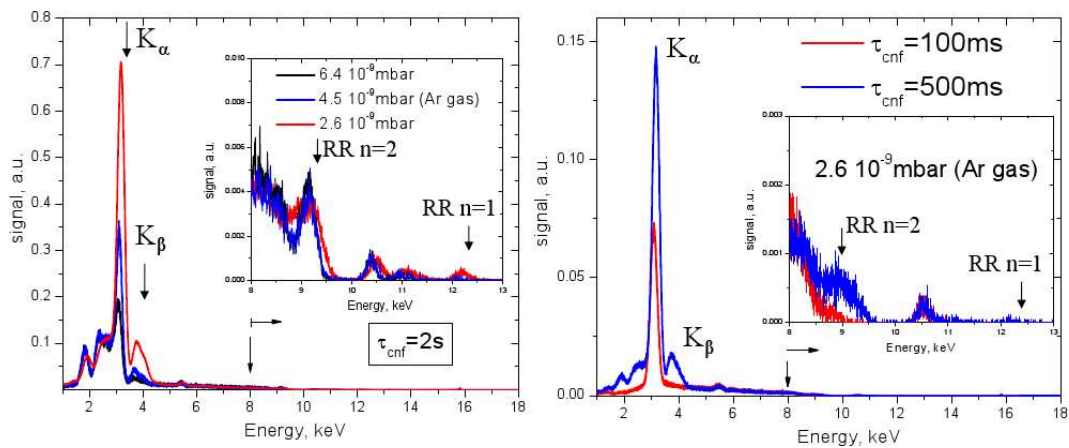 0.8
0.7
0.6
0.5
0.4
0.3
0.2
0.1
signal, a.u.
2 4 6 8 10 12 14 16 18
Energy, keV
Kα
Kβ
τcnf=2s
0.010
0.008
0.006
0.004
0.002
0.000
signal, a.u.
8 9 10 11 12 13
Energy, keV
6.4 10⁻⁹mbar
4.5 10⁻⁹mbar (Ar gas)
2.6 10⁻⁹mbar
RR n=2
RR n=1
0.15
0.10
0.05
0.00
signal, a.u.
2 4 6 8 10 12 14 16 18
Energy, keV
Kα
Kβ
τcnf=100ms
τcnf=500ms
0.003
0.002
0.001
0.000
signal, a.u.
8 9 10 11 12 13
Energy, keV
2.6 10⁻⁹mbar (Ar gas)
RR n=2
RR n=1